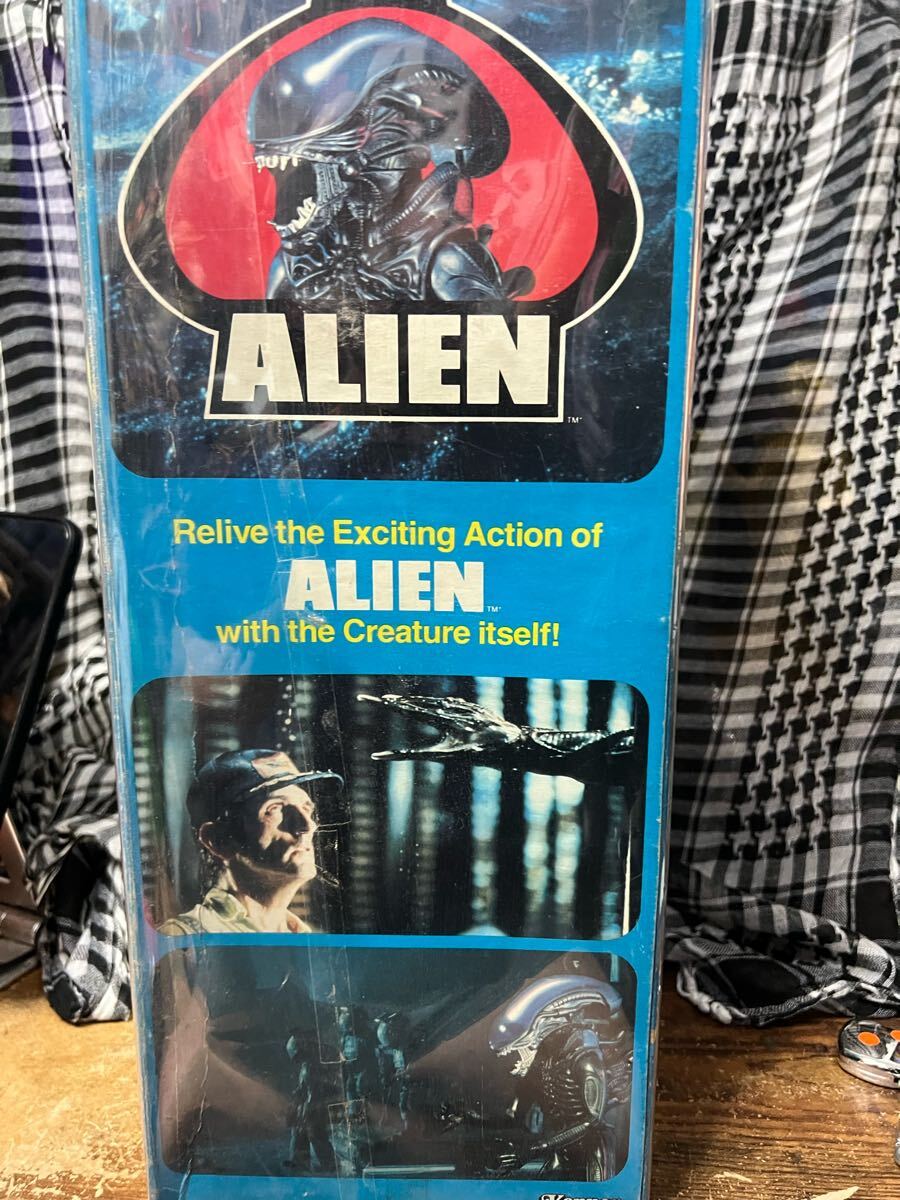 ALIEN
TM
Relive the Exciting Action of
ALIEN
TM
with the Creature itself!